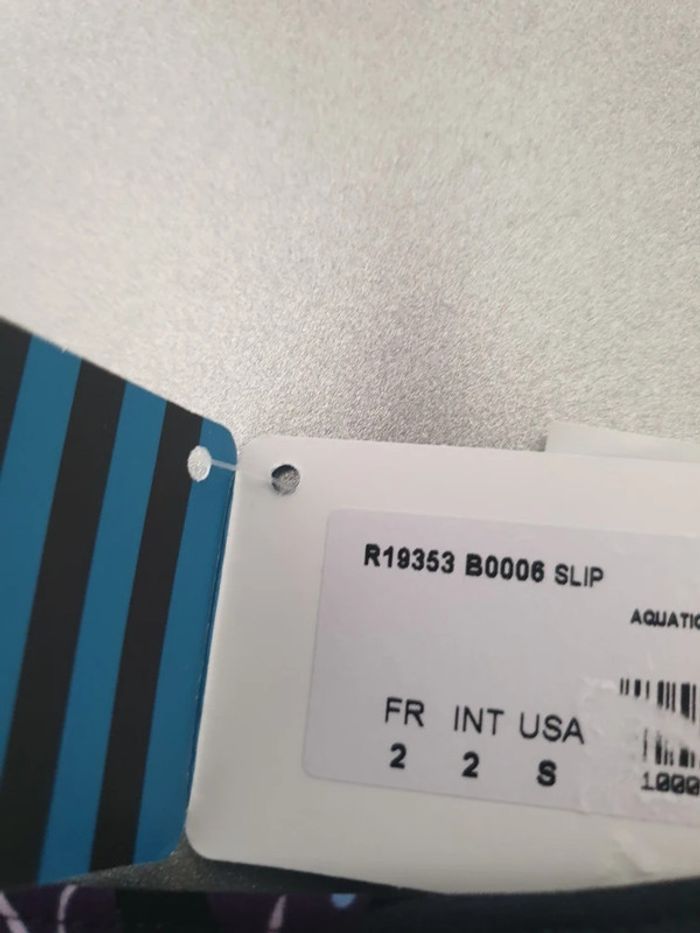 R19353 B0006 SLIP
FR INT USA
2 2 S